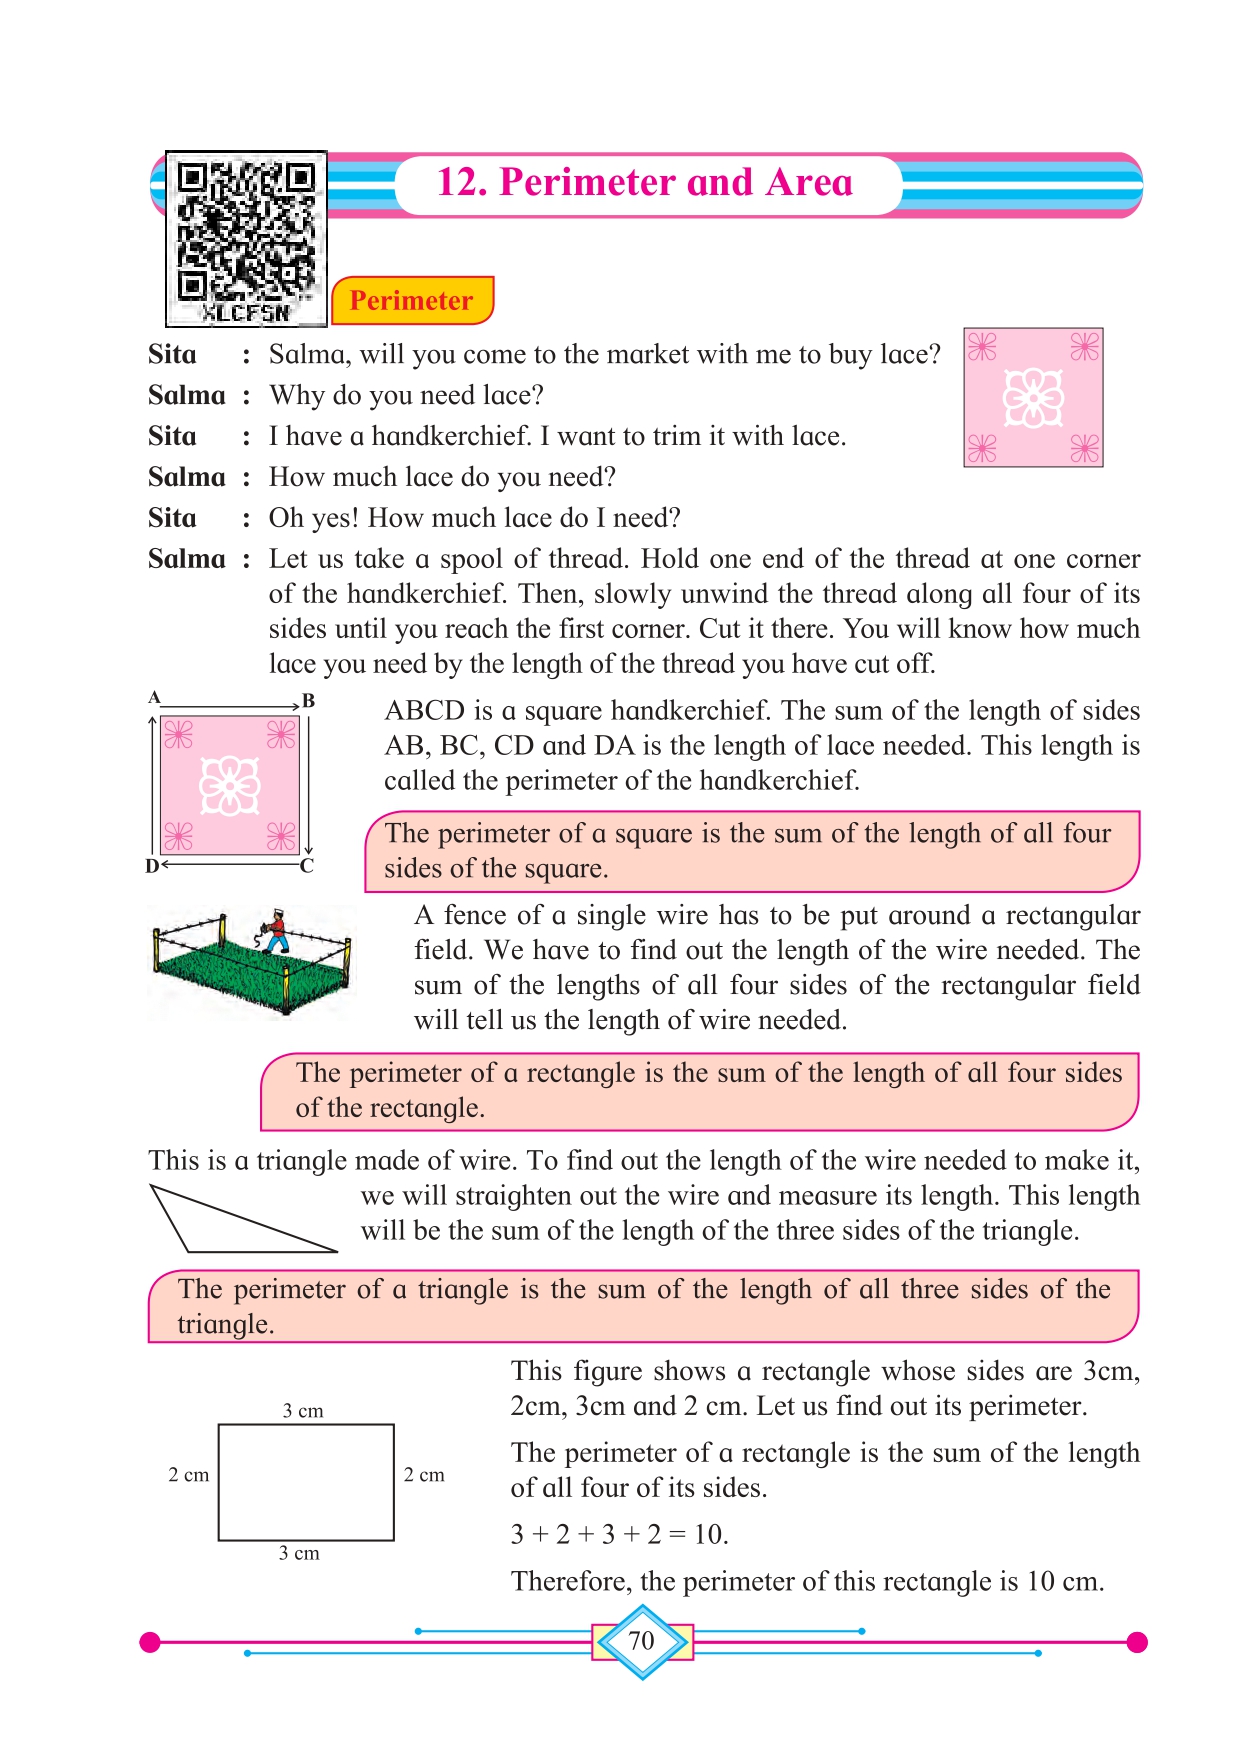 12. Perimeter and Area
XLCFSN
Perimeter
Sita : Salma, will you come to the market with me to buy lace?
Salma : Why do you need lace?
Sita : I have a handkerchief. I want to trim it with lace.
Salma : How much lace do you need?
Sita : Oh yes! How much lace do I need?
Salma : Let us take a spool of thread. Hold one end of the thread at one corner
of the handkerchief. Then, slowly unwind the thread along all four of its
sides until you reach the first corner. Cut it there. You will know how much
lace you need by the length of the thread you have cut off.
A B
D C
ABCD is a square handkerchief. The sum of the length of sides
AB, BC, CD and DA is the length of lace needed. This length is
called the perimeter of the handkerchief.
The perimeter of a square is the sum of the length of all four
sides of the square.
A fence of a single wire has to be put around a rectangular
field. We have to find out the length of the wire needed. The
sum of the lengths of all four sides of the rectangular field
will tell us the length of wire needed.
The perimeter of a rectangle is the sum of the length of all four sides
of the rectangle.
This is a triangle made of wire. To find out the length of the wire needed to make it,
we will straighten out the wire and measure its length. This length
will be the sum of the length of the three sides of the triangle.
The perimeter of a triangle is the sum of the length of all three sides of the
triangle.
3 cm
2 cm 2 cm
3 cm
This figure shows a rectangle whose sides are 3cm,
2cm, 3cm and 2 cm. Let us find out its perimeter.
The perimeter of a rectangle is the sum of the length
of all four of its sides.
3 + 2 + 3 + 2 = 10.
Therefore, the perimeter of this rectangle is 10 cm.
70